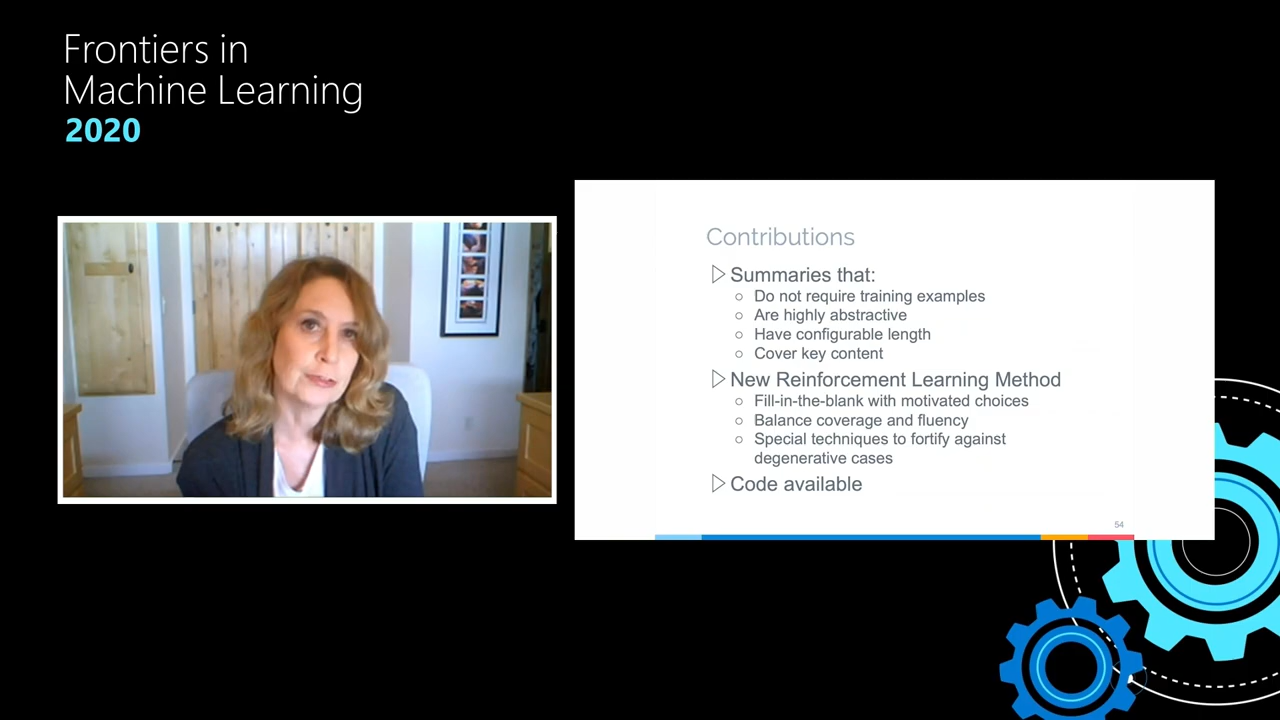 Frontiers in
Machine Learning
2020
Contributions
Summaries that:
Do not require training examples
Are highly abstractive
Have configurable length
Cover key content
New Reinforcement Learning Method
Fill-in-the-blank with motivated choices
Balance coverage and fluency
Special techniques to fortify against
degenerative cases
Code available
54